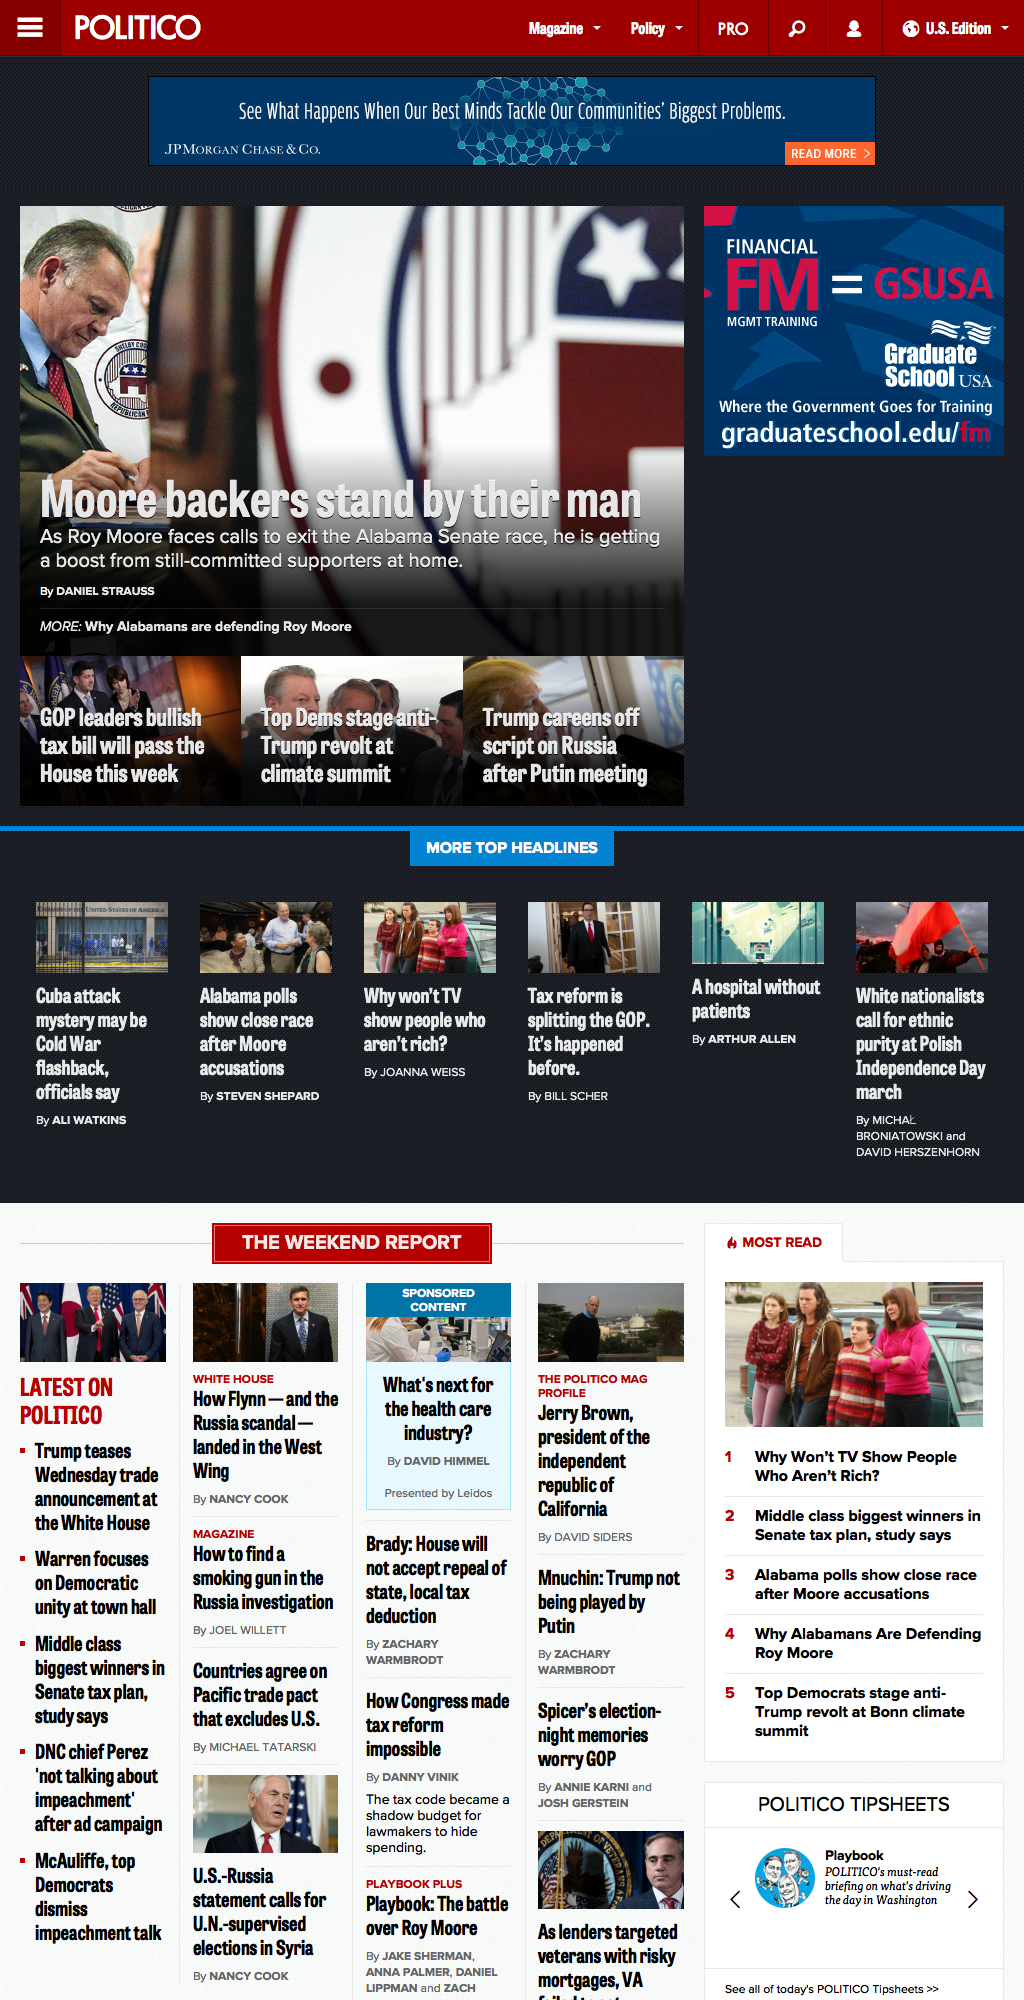 POLITICO
Magazine
Policy
PRO
U.S. Edition
See What Happens When Our Best Minds Tackle Our Communities' Biggest Problems.
JPMORGAN CHASE & CO.
READ MORE >
FINANCIAL
FM = GSUSA
MGMT TRAINING
Graduate
School USA
Where the Government Goes for Training
graduateschool.edu/fm
Moore backers stand by their man
As Roy Moore faces calls to exit the Alabama Senate race, he is getting
a boost from still-committed supporters at home.
By DANIEL STRAUSS
MORE: Why Alabamans are defending Roy Moore
GOP leaders bullish
tax bill will pass the
House this week
Top Dems stage anti-
Trump revolt at
climate summit
Trump careens off
script on Russia
after Putin meeting
MORE TOP HEADLINES
Cuba attack
mystery may be
Cold War
flashback,
officials say
By ALI WATKINS
Alabama polls
show close race
after Moore
accusations
By STEVEN SHEPARD
Why won't TV
show people who
aren't rich?
By JOANNA WEISS
Tax reform is
splitting the GOP.
It's happened
before.
By BILL SCHER
A hospital without
patients
By ARTHUR ALLEN
White nationalists
call for ethnic
purity at Polish
Independence Day
march
By MICHAŁ
BRONIATOWSKI and
DAVID HERSZENHORN
THE WEEKEND REPORT
LATEST ON
POLITICO
Trump teases
Wednesday trade
announcement at
the White House
Warren focuses
on Democratic
unity at town hall
Middle class
biggest winners in
Senate tax plan,
study says
DNC chief Perez
'not talking about
impeachment'
after ad campaign
McAuliffe, top
Democrats
dismiss
impeachment talk
WHITE HOUSE
How Flynn — and the
Russia scandal —
landed in the West
Wing
By NANCY COOK
MAGAZINE
How to find a
smoking gun in the
Russia investigation
By JOEL WILLETT
Countries agree on
Pacific trade pact
that excludes U.S.
By MICHAEL TATARSKI
U.S.-Russia
statement calls for
U.N.-supervised
elections in Syria
By NANCY COOK
SPONSORED
CONTENT
What's next for
the health care
industry?
By DAVID HIMMEL
Presented by Leidos
Brady: House will
not accept repeal of
state, local tax
deduction
By ZACHARY
WARMBRODT
How Congress made
tax reform
impossible
By DANNY VINIK
The tax code became a
shadow budget for
lawmakers to hide
spending.
PLAYBOOK PLUS
Playbook: The battle
over Roy Moore
By JAKE SHERMAN,
ANNA PALMER, DANIEL
LIPPMAN and ZACH
THE POLITICO MAG
PROFILE
Jerry Brown,
president of the
independent
republic of
California
By DAVID SIDERS
Mnuchin: Trump not
being played by
Putin
By ZACHARY
WARMBRODT
Spicer's election-
night memories
worry GOP
By ANNIE KARNI and
JOSH GERSTEIN
As lenders targeted
veterans with risky
mortgages, VA
MOST READ
1 Why Won't TV Show People
Who Aren't Rich?
2 Middle class biggest winners in
Senate tax plan, study says
3 Alabama polls show close race
after Moore accusations
4 Why Alabamans Are Defending
Roy Moore
5 Top Democrats stage anti-
Trump revolt at Bonn climate
summit
POLITICO TIPSHEETS
Playbook
POLITICO's must-read
briefing on what's driving
the day in Washington
See all of today's POLITICO Tipsheets >>